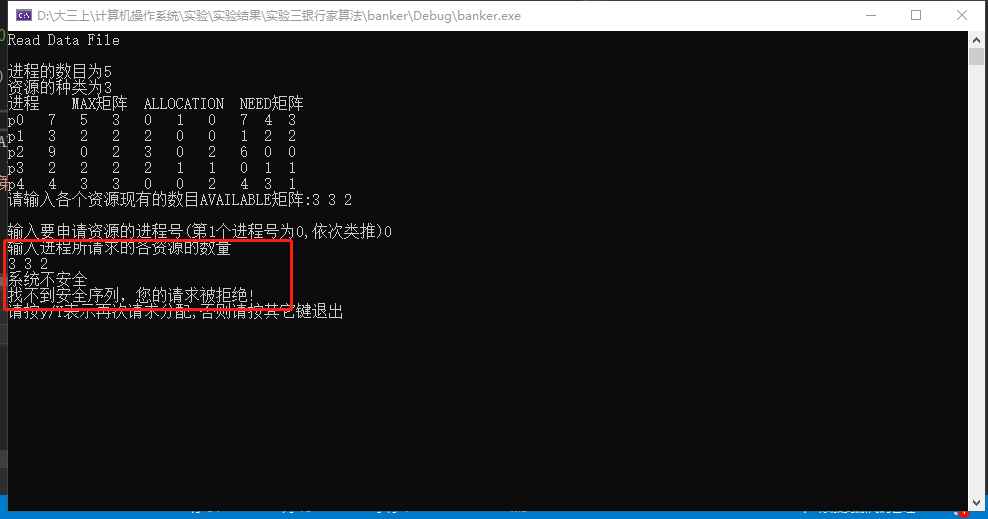 D:\大三上\计算机操作系统\实验\实验结果\实验三银行家算法\banker\Debug\banker.exe
Read Data File
进程的数目为5
资源的种类为3
进程 MAX矩阵 ALLOCATION NEED矩阵
p0 7 5 3 0 1 0 7 4 3
p1 3 2 2 2 0 0 1 2 2
p2 9 0 2 3 0 2 6 0 0
p3 2 2 2 2 1 1 0 1 1
p4 4 3 3 0 0 2 4 3 1
请输入各个资源现有的数目AVAILABLE矩阵:3 3 2
输入要申请资源的进程号(第1个进程号为0,依次类推)0
输入进程所请求的各资源的数量
3 3 2
系统不安全
找不到安全序列，您的请求被拒绝!
请按y/Y表示再次请求分配,否则请按其它键退出